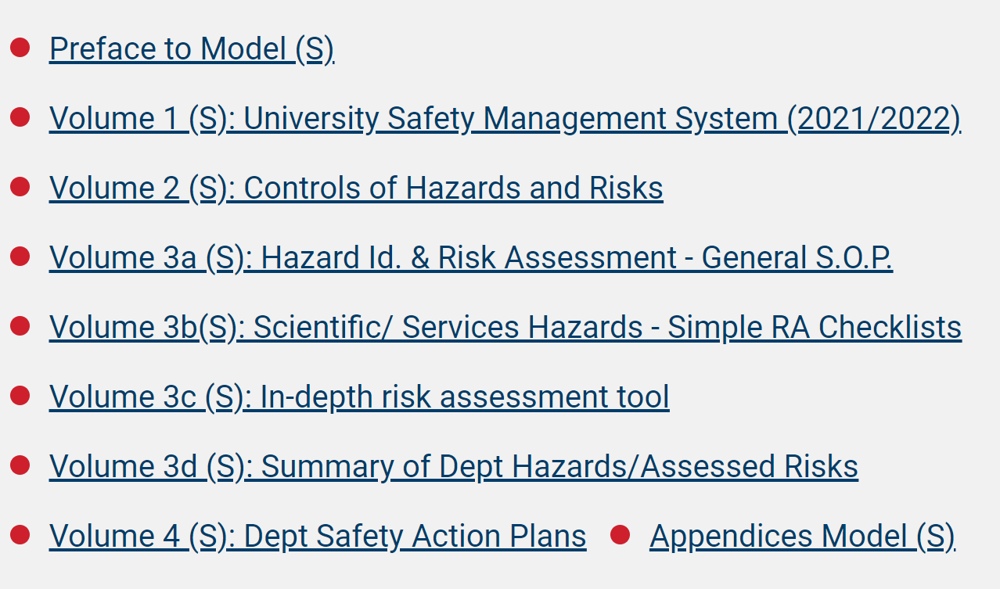 Preface to Model (S)
Volume 1 (S): University Safety Management System (2021/2022)
Volume 2 (S): Controls of Hazards and Risks
Volume 3a (S): Hazard Id. & Risk Assessment - General S.O.P.
Volume 3b(S): Scientific/ Services Hazards - Simple RA Checklists
Volume 3c (S): In-depth risk assessment tool
Volume 3d (S): Summary of Dept Hazards/Assessed Risks
Volume 4 (S): Dept Safety Action Plans Appendices Model (S)